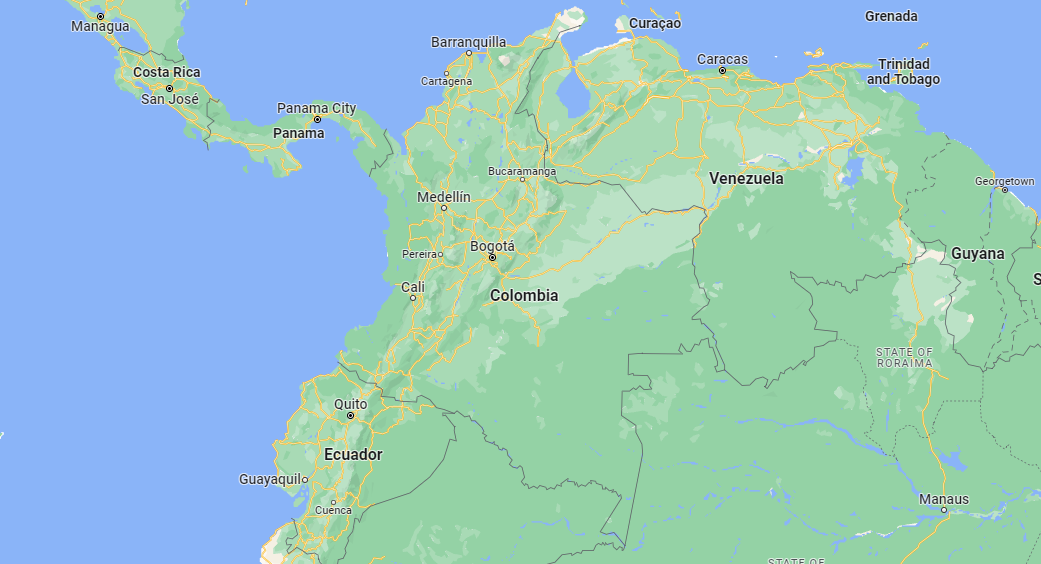 Managua
Costa Rica
San José
Panama City
Panama
Barranquilla
Cartagena
Curaçao
Grenada
Caracas
Trinidad
and Tobago
Bucaramanga
Venezuela
Georgetown
Medellín
Bogotá
Pereira
Guyana
Cali
Colombia
S
STATE OF
RORAIMA
Quito
Ecuador
Guayaquil
Cuenca
Manaus
STATE OF